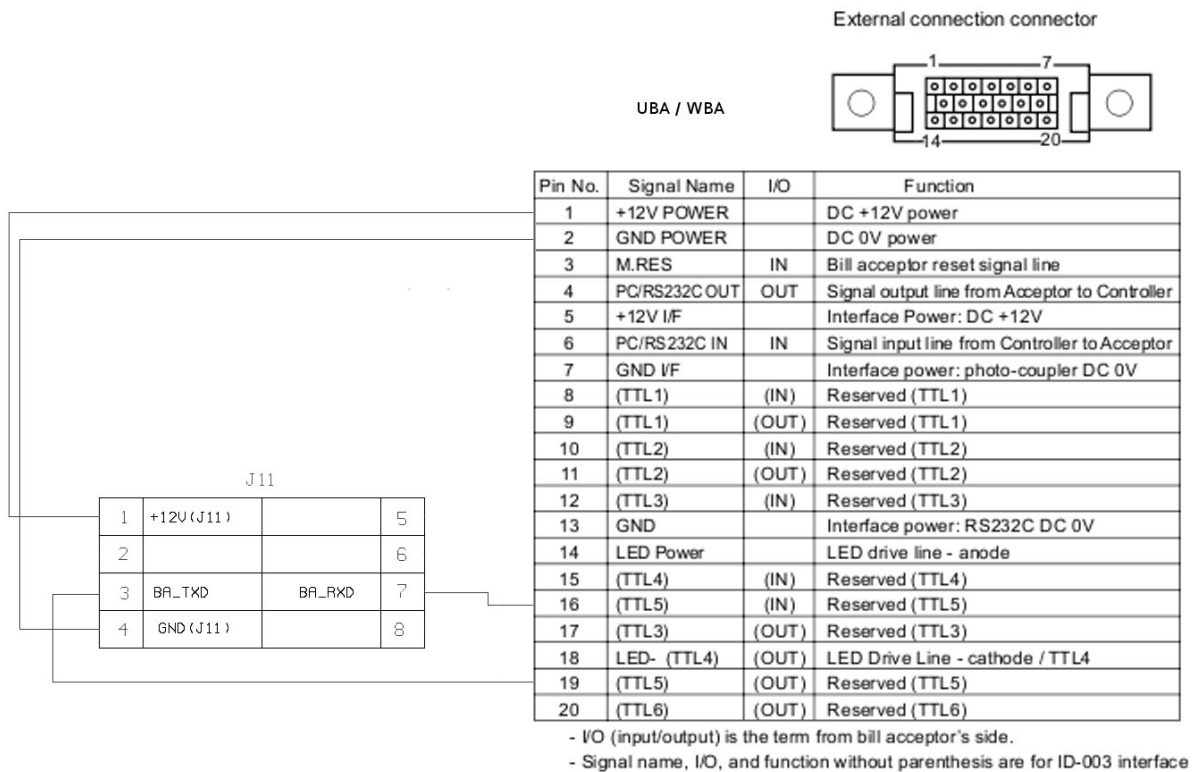 External connection connector
1 7
UBA / WBA
14 20
Pin No. Signal Name I/O Function
1 +12V POWER DC +12V power
2 GND POWER DC 0V power
3 M.RES IN Bill acceptor reset signal line
4 PC/RS232C OUT OUT Signal output line from Acceptor to Controller
5 +12V I/F Interface Power: DC +12V
6 PC/RS232C IN IN Signal input line from Controller to Acceptor
7 GND I/F Interface power: photo-coupler DC 0V
8 (TTL1) (IN) Reserved (TTL1)
9 (TTL1) (OUT) Reserved (TTL1)
10 (TTL2) (IN) Reserved (TTL2)
11 (TTL2) (OUT) Reserved (TTL2)
12 (TTL3) (IN) Reserved (TTL3)
13 GND Interface power: RS232C DC 0V
14 LED Power LED drive line - anode
15 (TTL4) (IN) Reserved (TTL4)
16 (TTL5) (IN) Reserved (TTL5)
17 (TTL3) (OUT) Reserved (TTL3)
18 LED- (TTL4) (OUT) LED Drive Line - cathode / TTL4
19 (TTL5) (OUT) Reserved (TTL5)
20 (TTL6) (OUT) Reserved (TTL6)
J11
1 +12V(J11) 5
2 6
3 BA_TXD BA_RXD 7
4 GND(J11) 8
- I/O (input/output) is the term from bill acceptor's side.
- Signal name, I/O, and function without parenthesis are for ID-003 interface